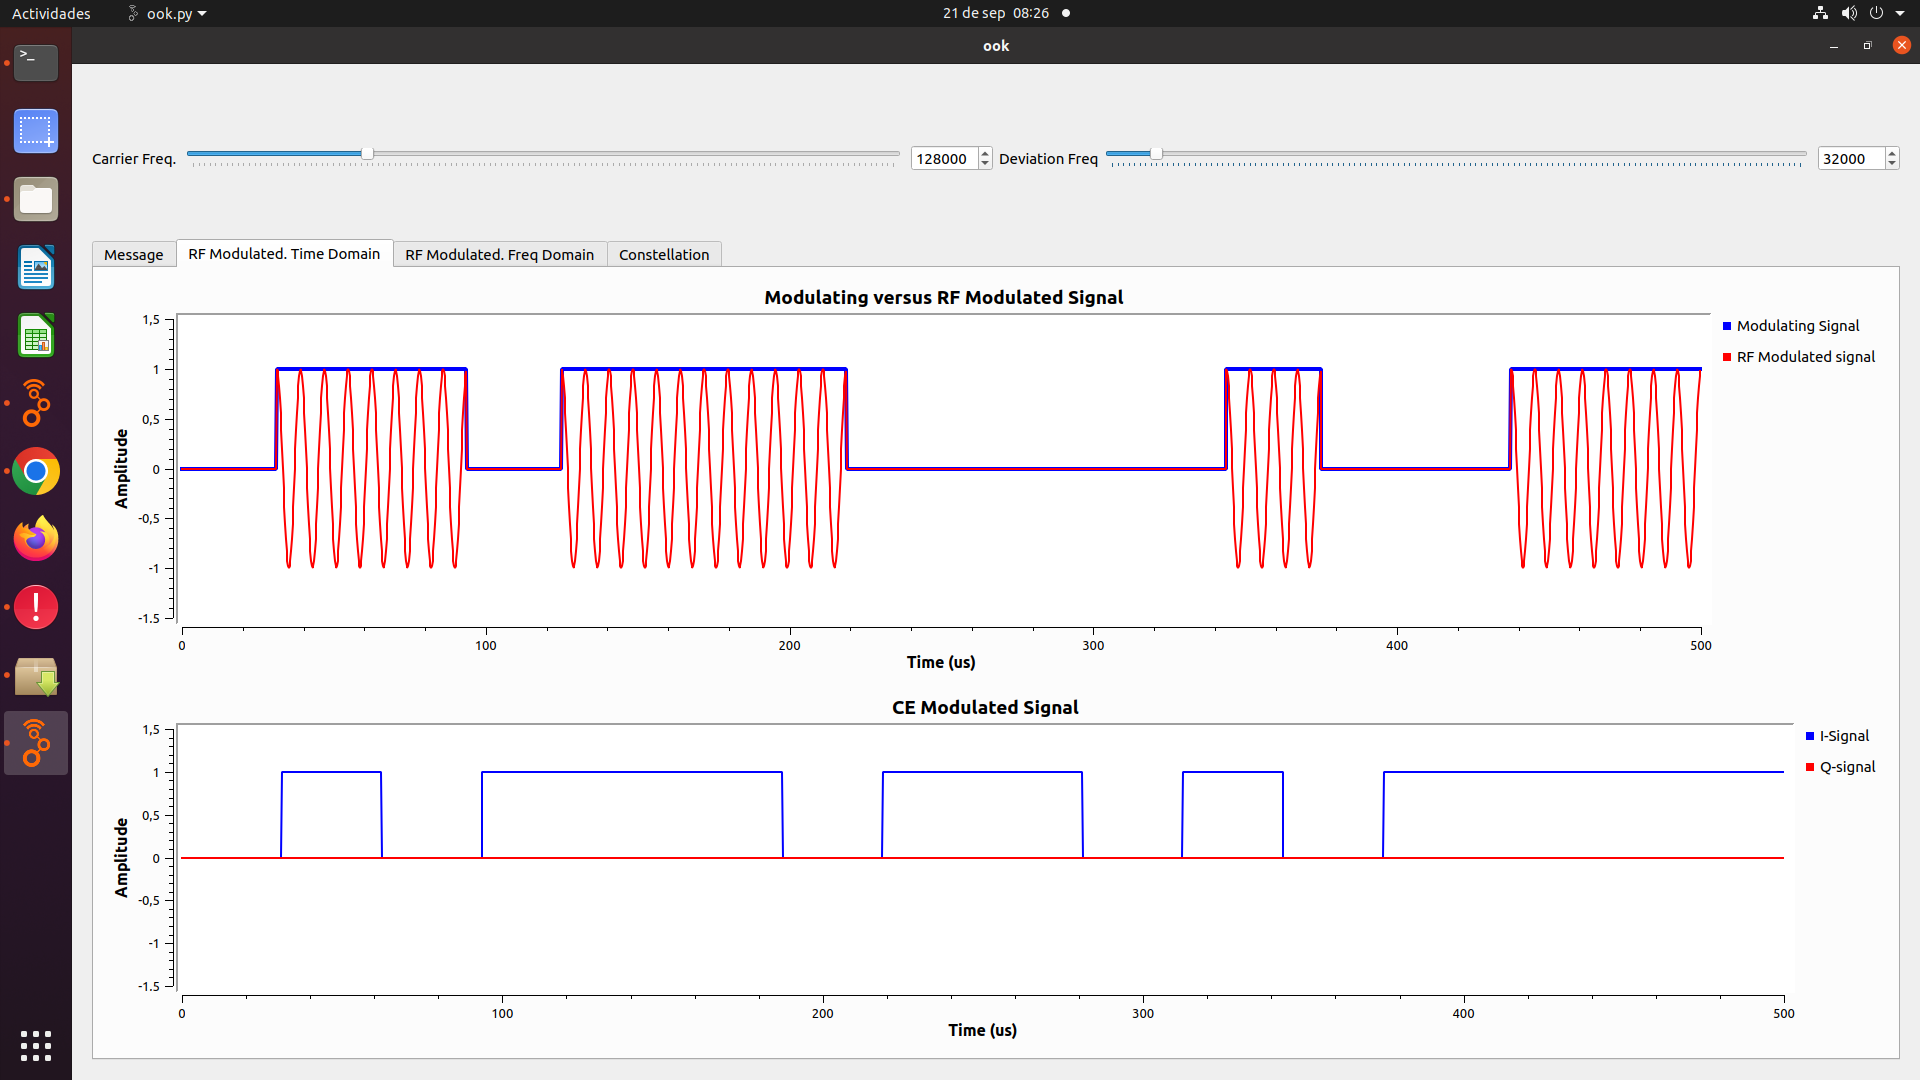 Actividades ook.py 21 de sep 08:26
ook
Carrier Freq. 128000 Deviation Freq 32000
Message RF Modulated. Time Domain RF Modulated. Freq Domain Constellation
Modulating versus RF Modulated Signal
1,5
1
0,5
0
-0,5
-1
-1.5
Amplitude
Modulating Signal
RF Modulated signal
0 100 200 300 400 500
Time (us)
CE Modulated Signal
1,5
1
0,5
0
-0,5
-1
-1.5
Amplitude
I-Signal
Q-signal
0 100 200 300 400 500
Time (us)